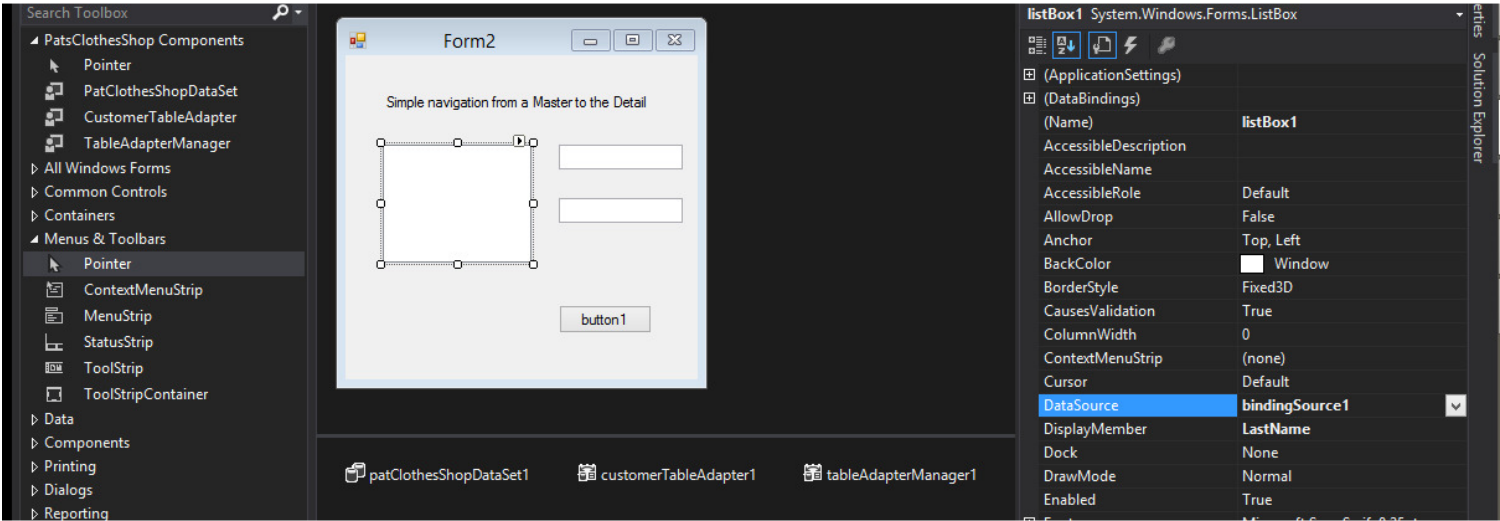 Search Toolbox
PatsClothesShop Components
Pointer
PatClothesShopDataSet
CustomerTableAdapter
TableAdapterManager
All Windows Forms
Common Controls
Containers
Menus & Toolbars
Pointer
ContextMenuStrip
MenuStrip
StatusStrip
ToolStrip
ToolStripContainer
Data
Components
Printing
Dialogs
Reporting
Form2
Simple navigation from a Master to the Detail
button1
patClothesShopDataSet1
customerTableAdapter1
tableAdapterManager1
listBox1 System.Windows.Forms.ListBox
(ApplicationSettings)
(DataBindings)
(Name) listBox1
AccessibleDescription
AccessibleName
AccessibleRole Default
AllowDrop False
Anchor Top, Left
BackColor Window
BorderStyle Fixed3D
CausesValidation True
ColumnWidth 0
ContextMenuStrip (none)
Cursor Default
DataSource bindingSource1
DisplayMember LastName
Dock None
DrawMode Normal
Enabled True
Solution Explorer